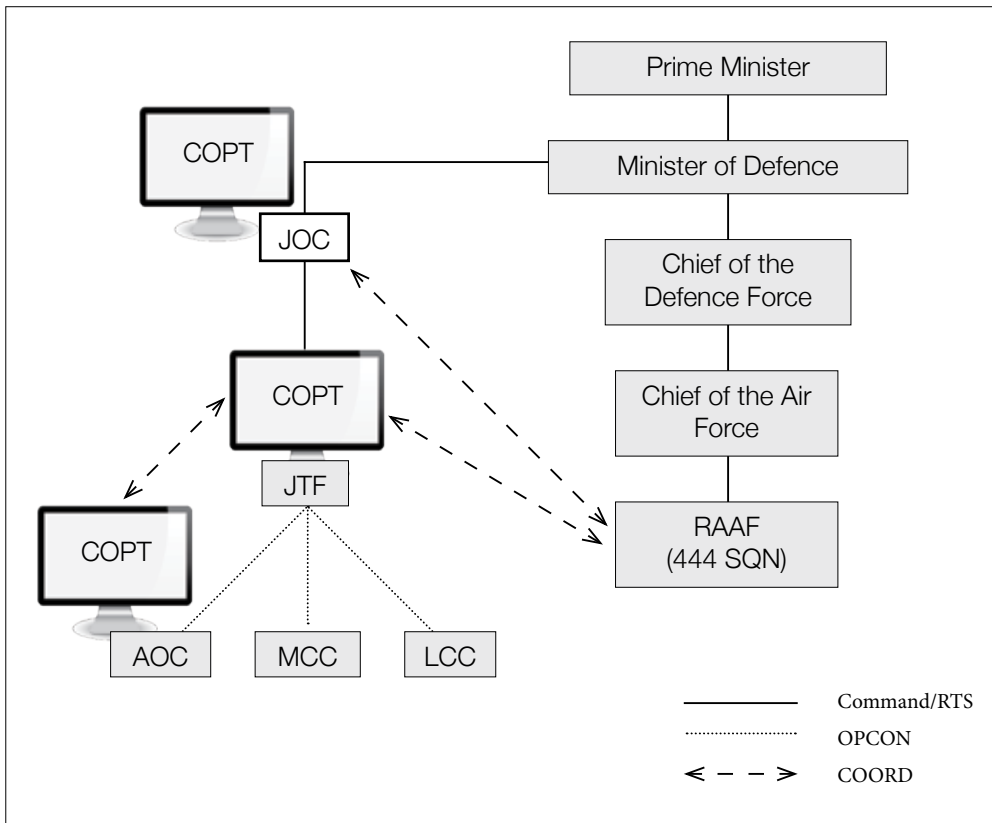 Prime Minister
COPT
Minister of Defence
JOC
Chief of the
Defence Force
COPT
Chief of the Air
Force
JTF
RAAF
(444 SQN)
COPT
AOC
MCC
LCC
Command/RTS
OPCON
COORD